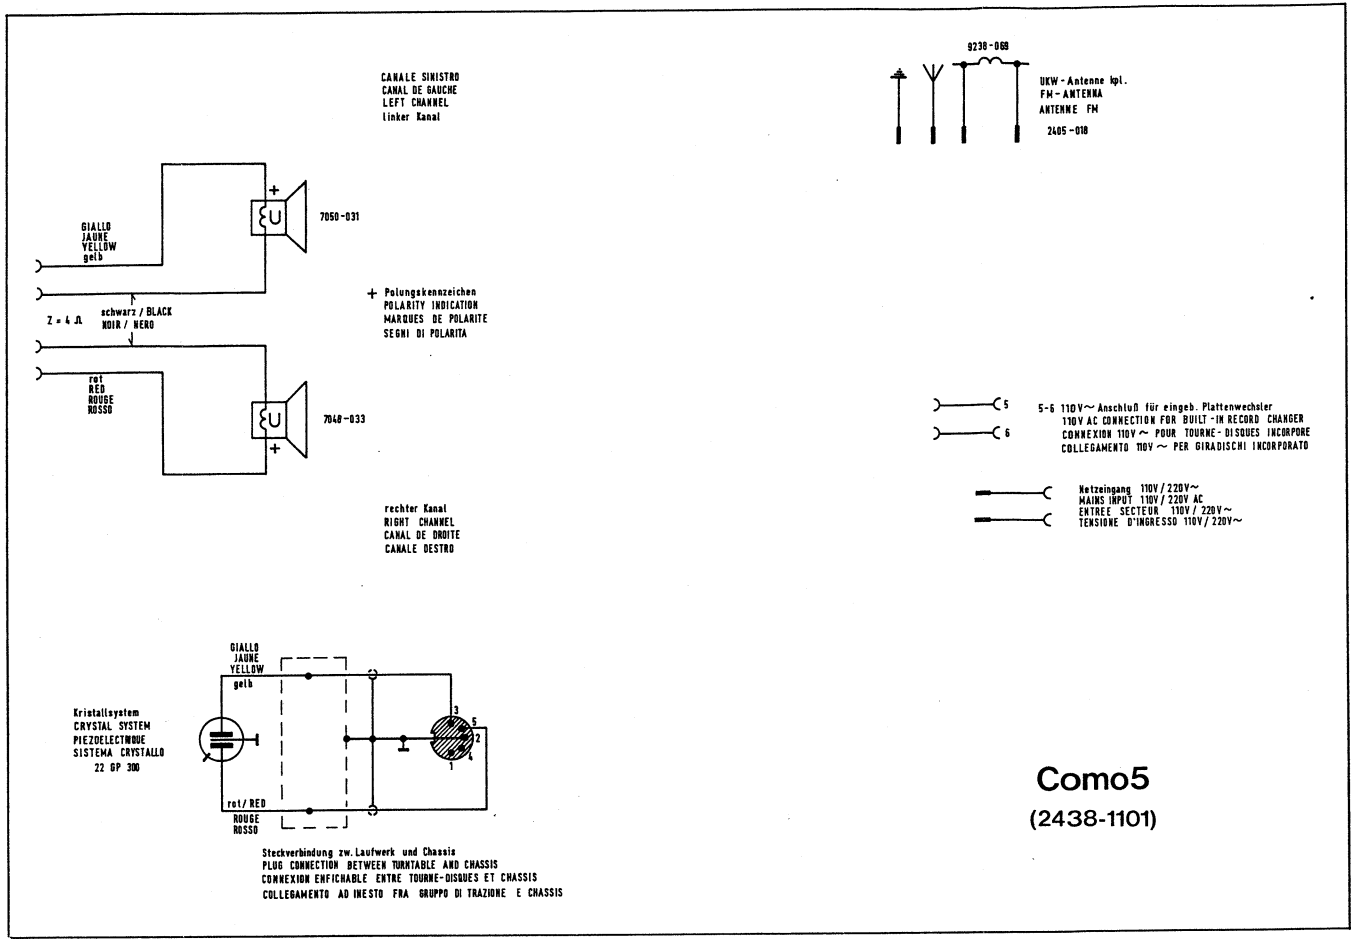 CANALE SINISTRO
CANAL DE GAUCHE
LEFT CHANNEL
linker Kanal
9238-069
UKW-Antenne kpl.
FM-ANTENNA
ANTENNE FM
2405-018
+
7050-031
GIALLO
JAUNE
YELLOW
gelb
+ Polungskennzeichen
POLARITY INDICATION
MARQUES DE POLARITE
SEGNI DI POLARITA
schwarz / BLACK
NOIR / NERO
Z = 4 Ω
rot
RED
ROUGE
ROSSO
7048-033
+
5
6
5-6 110V~ Anschluß für eingeb. Plattenwechsler
110V AC CONNECTION FOR BUILT-IN RECORD CHANGER
CONNEXION 110V ~ POUR TOURNE-DISQUES INCORPORE
COLLEGAMENTO 110V ~ PER GIRADISCHI INCORPORATO
Netzeingang 110V/220V~
MAINS INPUT 110V/220V AC
ENTREE SECTEUR 110V/220V~
TENSIONE D'INGRESSO 110V/220V~
rechter Kanal
RIGHT CHANNEL
CANAL DE DROITE
CANALE DESTRO
GIALLO
JAUNE
YELLOW
gelb
Kristallsystem
CRYSTAL SYSTEM
PIEZOELECTRIQUE
SISTEMA CRYSTALLO
22 GP 300
3
5
2
4
1
rot/RED
ROUGE
ROSSO
Steckverbindung zw. Laufwerk und Chassis
PLUG CONNECTION BETWEEN TURNTABLE AND CHASSIS
CONNEXION ENFICHABLE ENTRE TOURNE-DISQUES ET CHASSIS
COLLEGAMENTO AD INESTO FRA GRUPPO DI TRAZIONE E CHASSIS
Como5
(2438-1101)